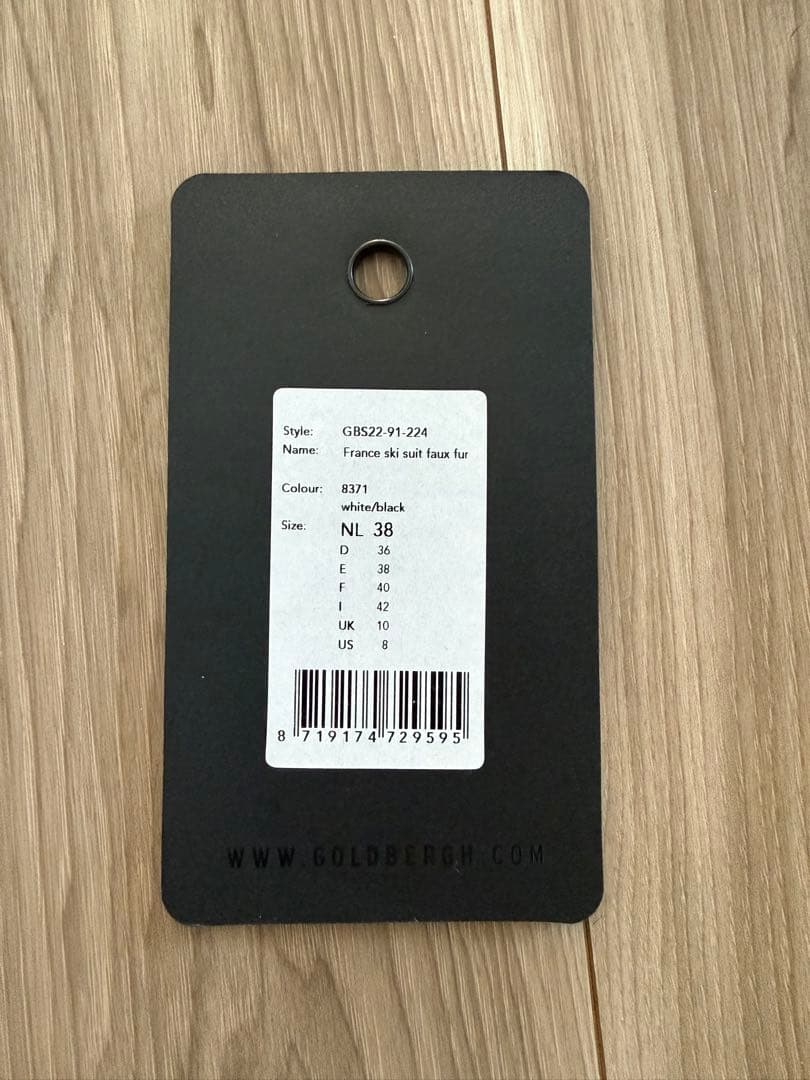 Style: GBS22-91-224
Name: France ski suit faux fur
Colour: 8371
white/black
Size: NL 38
D 36
E 38
F 40
I 42
UK 10
US 8
8 719174 729595
WWW.GOLDBERGH.COM